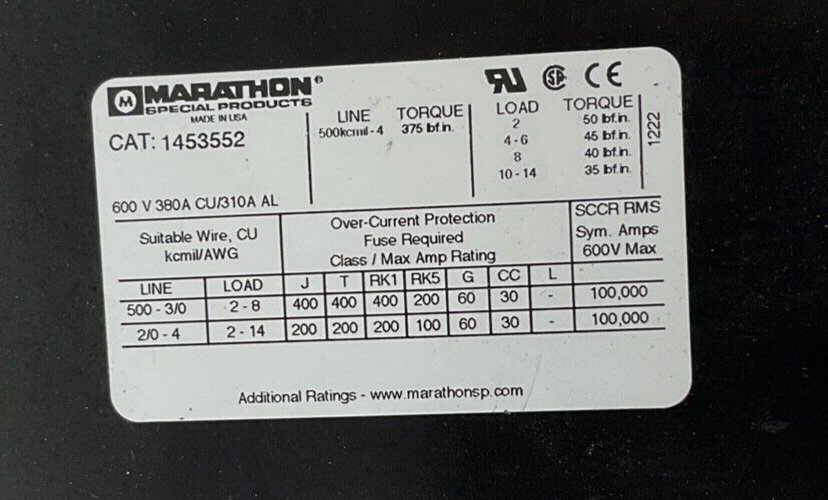 MARATHON®
SPECIAL PRODUCTS
MADE IN USA
CAT: 1453552
LINE TORQUE
500kcmil - 4 375 lbf.in.
LOAD TORQUE
2 50 lbf.in.
4 - 6 45 lbf.in.
8 40 lbf.in.
10 - 14 35 lbf.in.
1222
600 V 380A CU/310A AL
Suitable Wire, CU
kcmil/AWG
Over-Current Protection
Fuse Required
Class / Max Amp Rating
SCCR RMS
Sym. Amps
600V Max
LINE LOAD J T RK1 RK5 G CC L
500 - 3/0 2 - 8 400 400 400 200 60 30 - 100,000
2/0 - 4 2 - 14 200 200 200 100 60 30 - 100,000
Additional Ratings - www.marathonsp.com